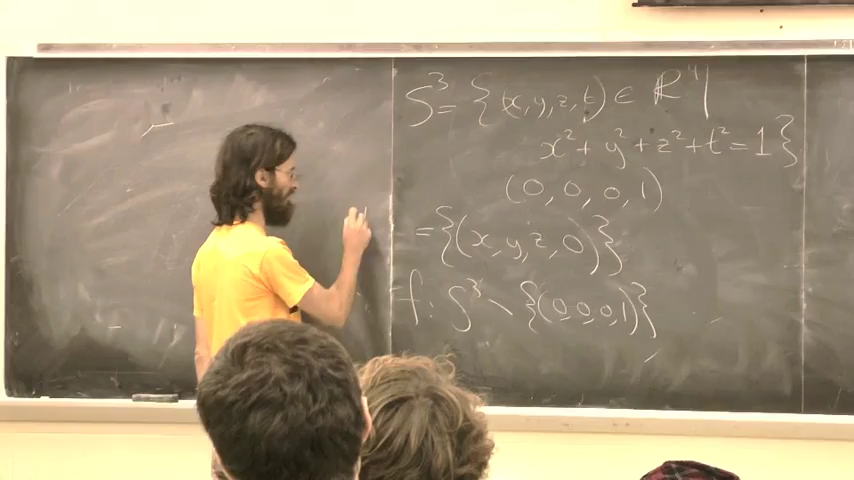 S³ = {(x, y, z, t) ∈ ℝ⁴ |
x² + y² + z² + t² = 1}
(0, 0, 0, 1)
= {(x, y, z, 0)}
f: S³ \ {(0, 0, 0, 1)}